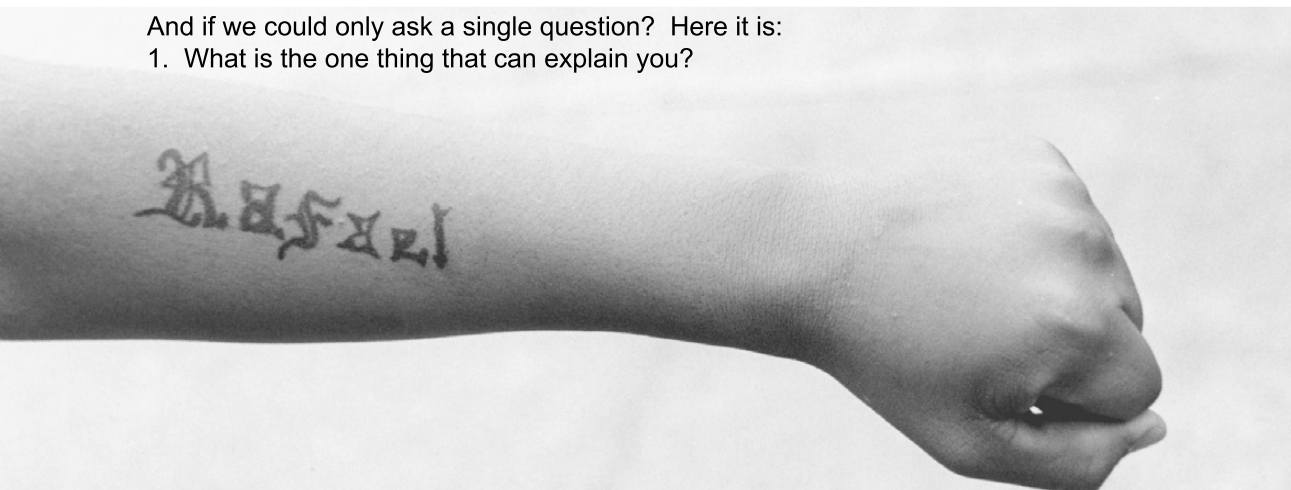 And if we could only ask a single question?  Here it is:
1.  What is the one thing that can explain you?
Rafael